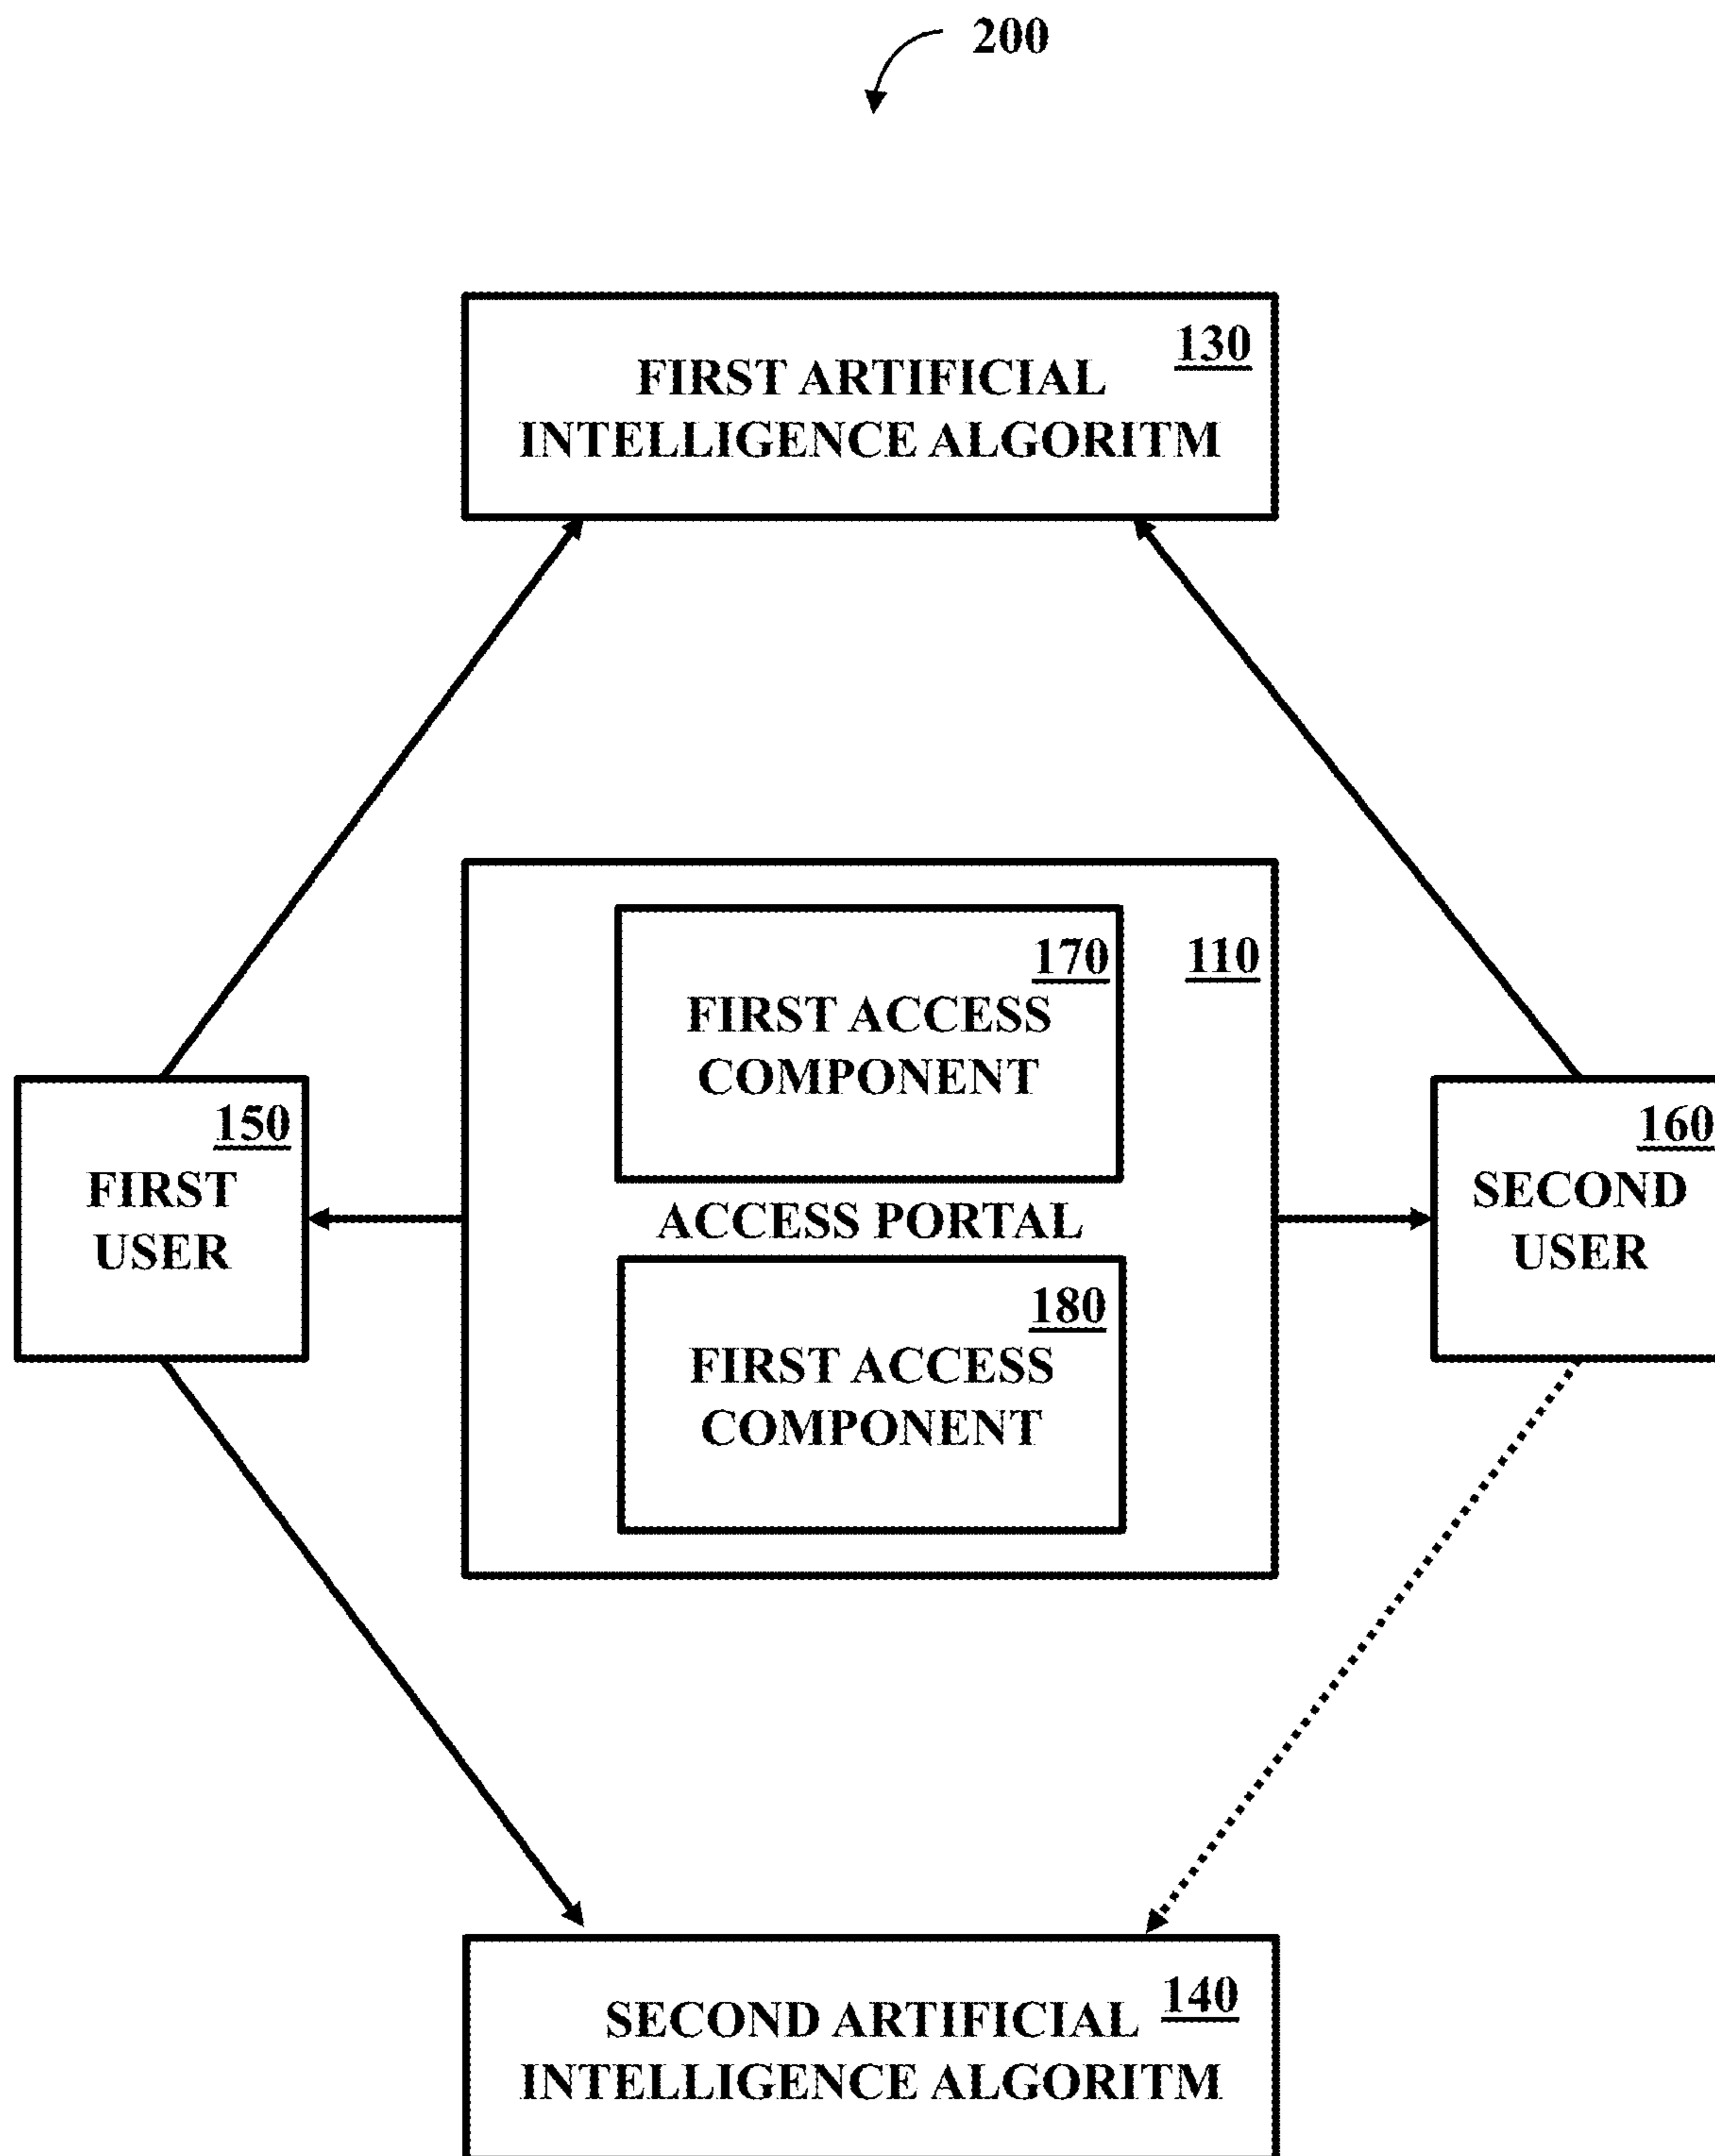 200
130
FIRST ARTIFICIAL
INTELLIGENCE ALGORITM
170
110
FIRST ACCESS
COMPONENT
150
FIRST
USER
160
SECOND
USER
ACCESS PORTAL
180
FIRST ACCESS
COMPONENT
140
SECOND ARTIFICIAL
INTELLIGENCE ALGORITM